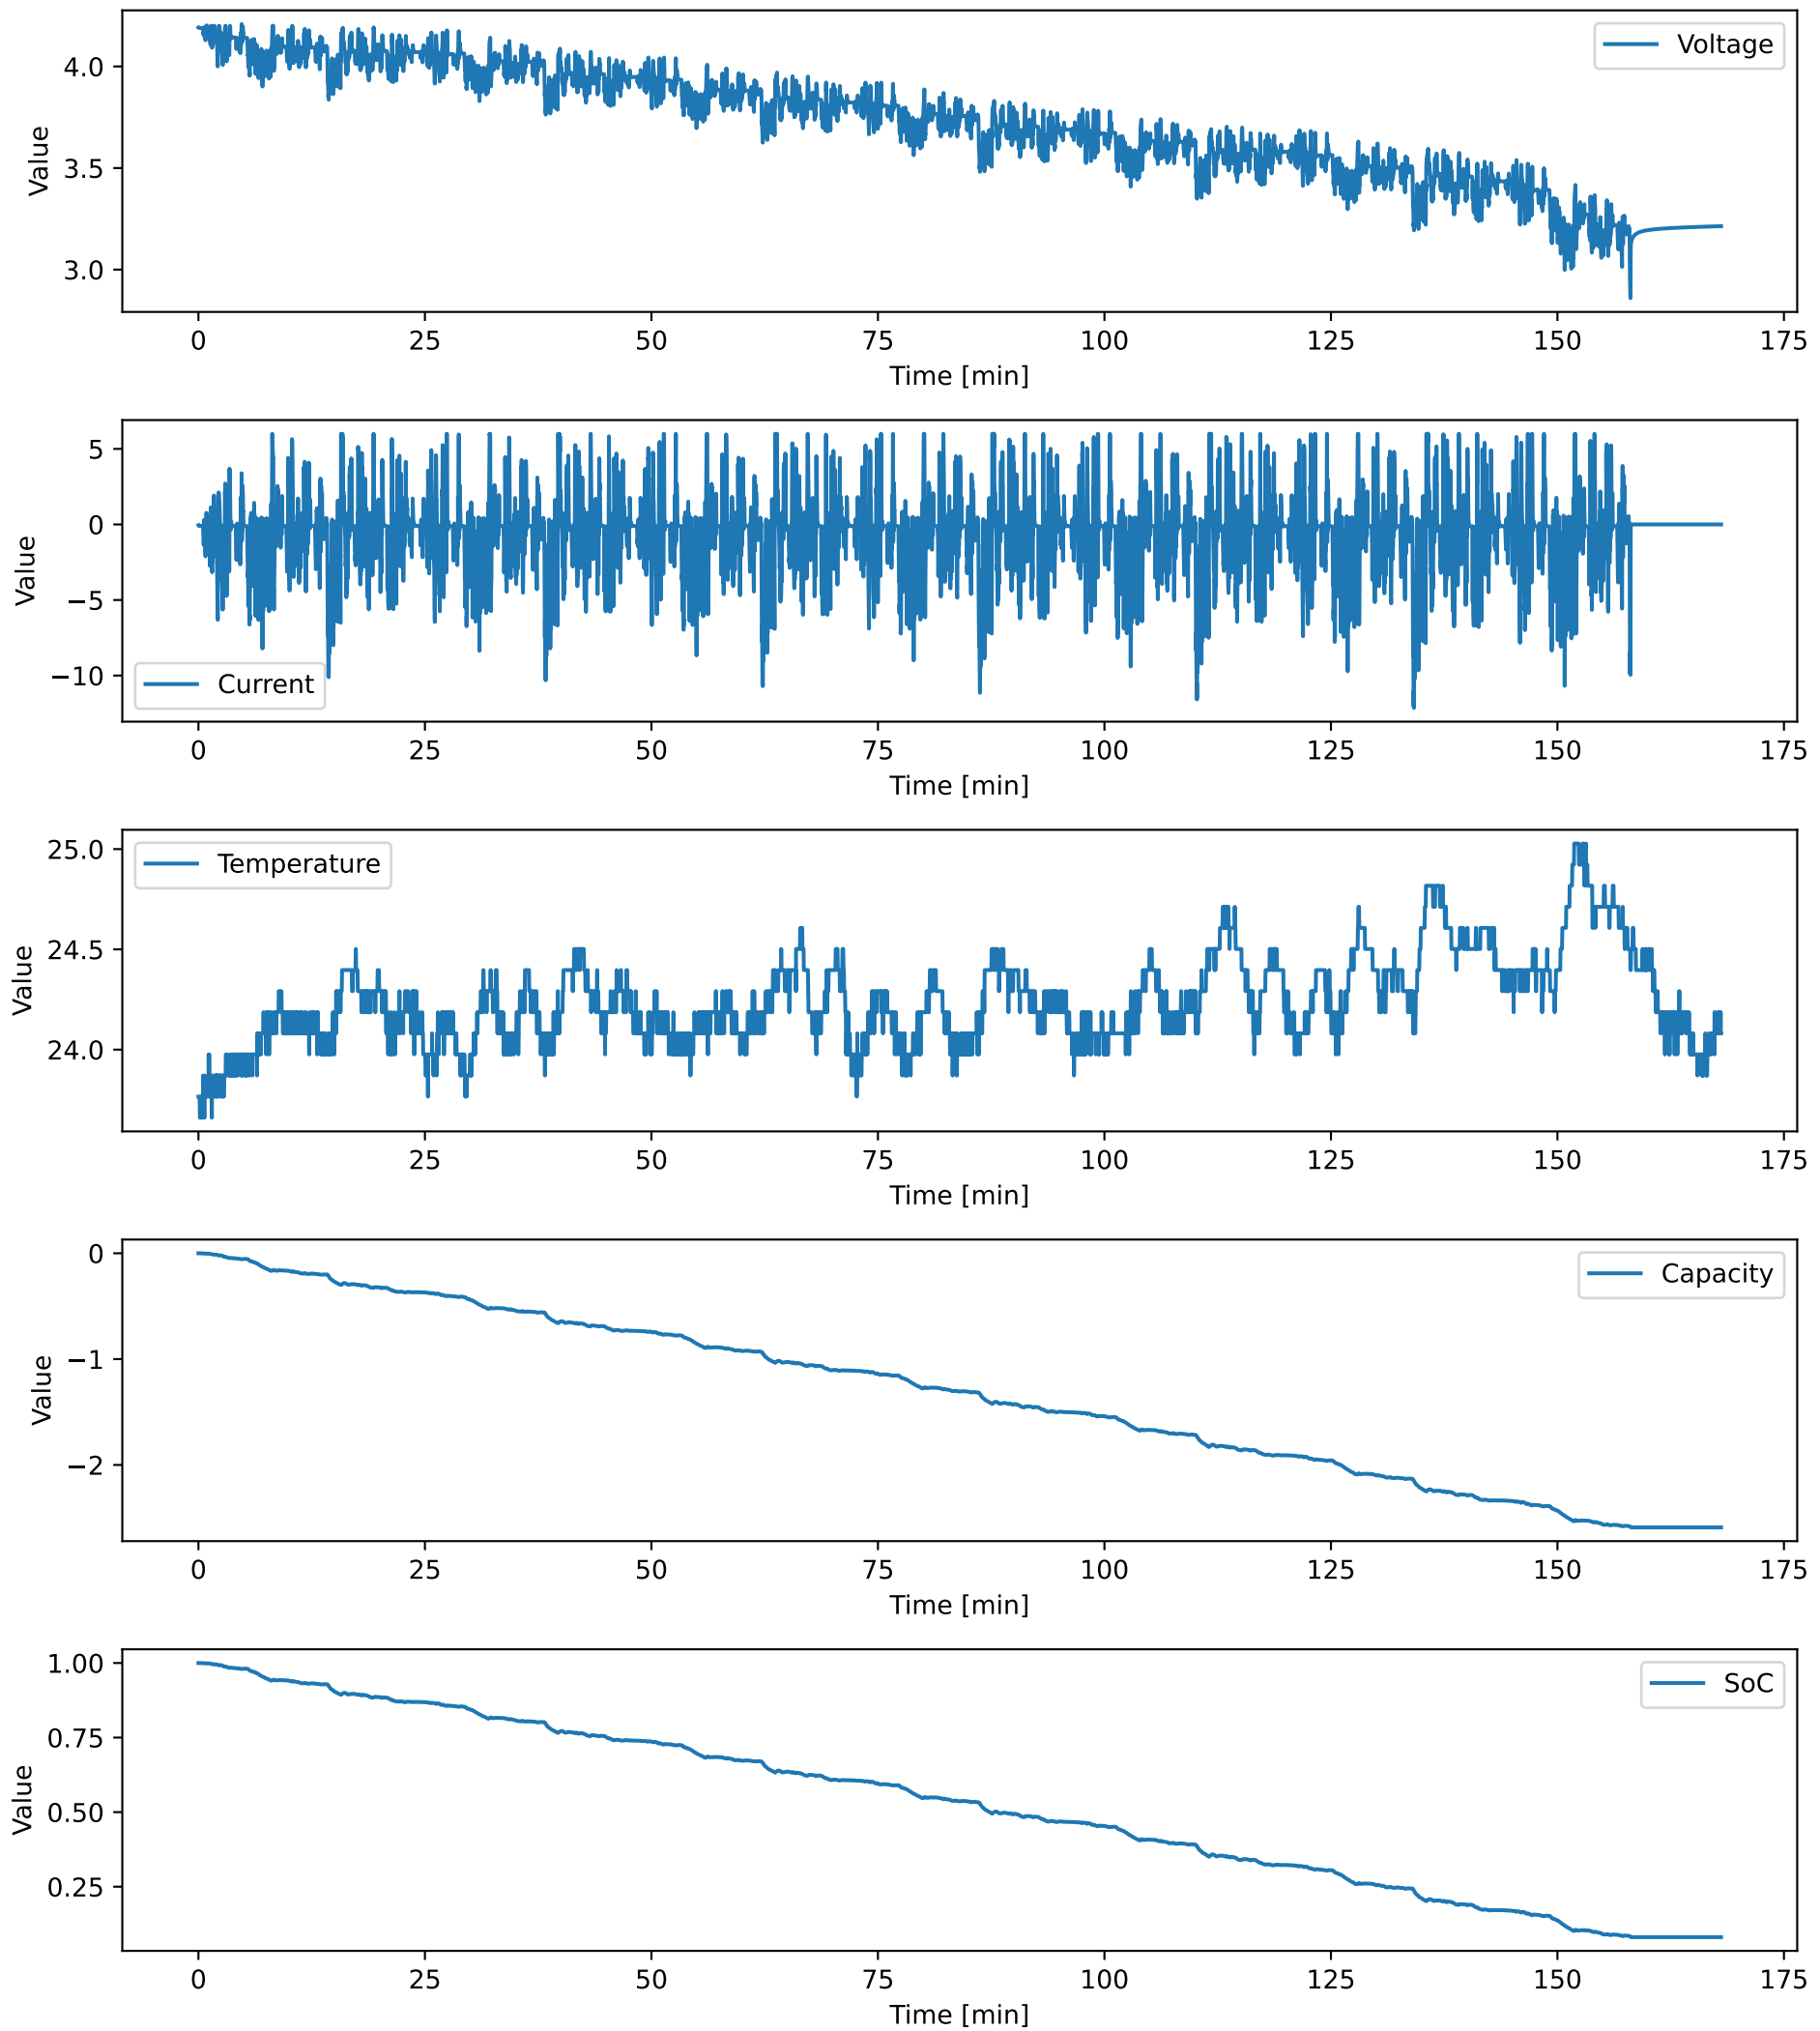 Voltage
4.0
3.5
3.0
Value
0 25 50 75 100 125 150 175
Time [min]
5
0
−5
−10
Value
Current
0 25 50 75 100 125 150 175
Time [min]
Temperature
25.0
24.5
24.0
Value
0 25 50 75 100 125 150 175
Time [min]
Capacity
0
−1
−2
Value
0 25 50 75 100 125 150 175
Time [min]
SoC
1.00
0.75
0.50
0.25
Value
0 25 50 75 100 125 150 175
Time [min]